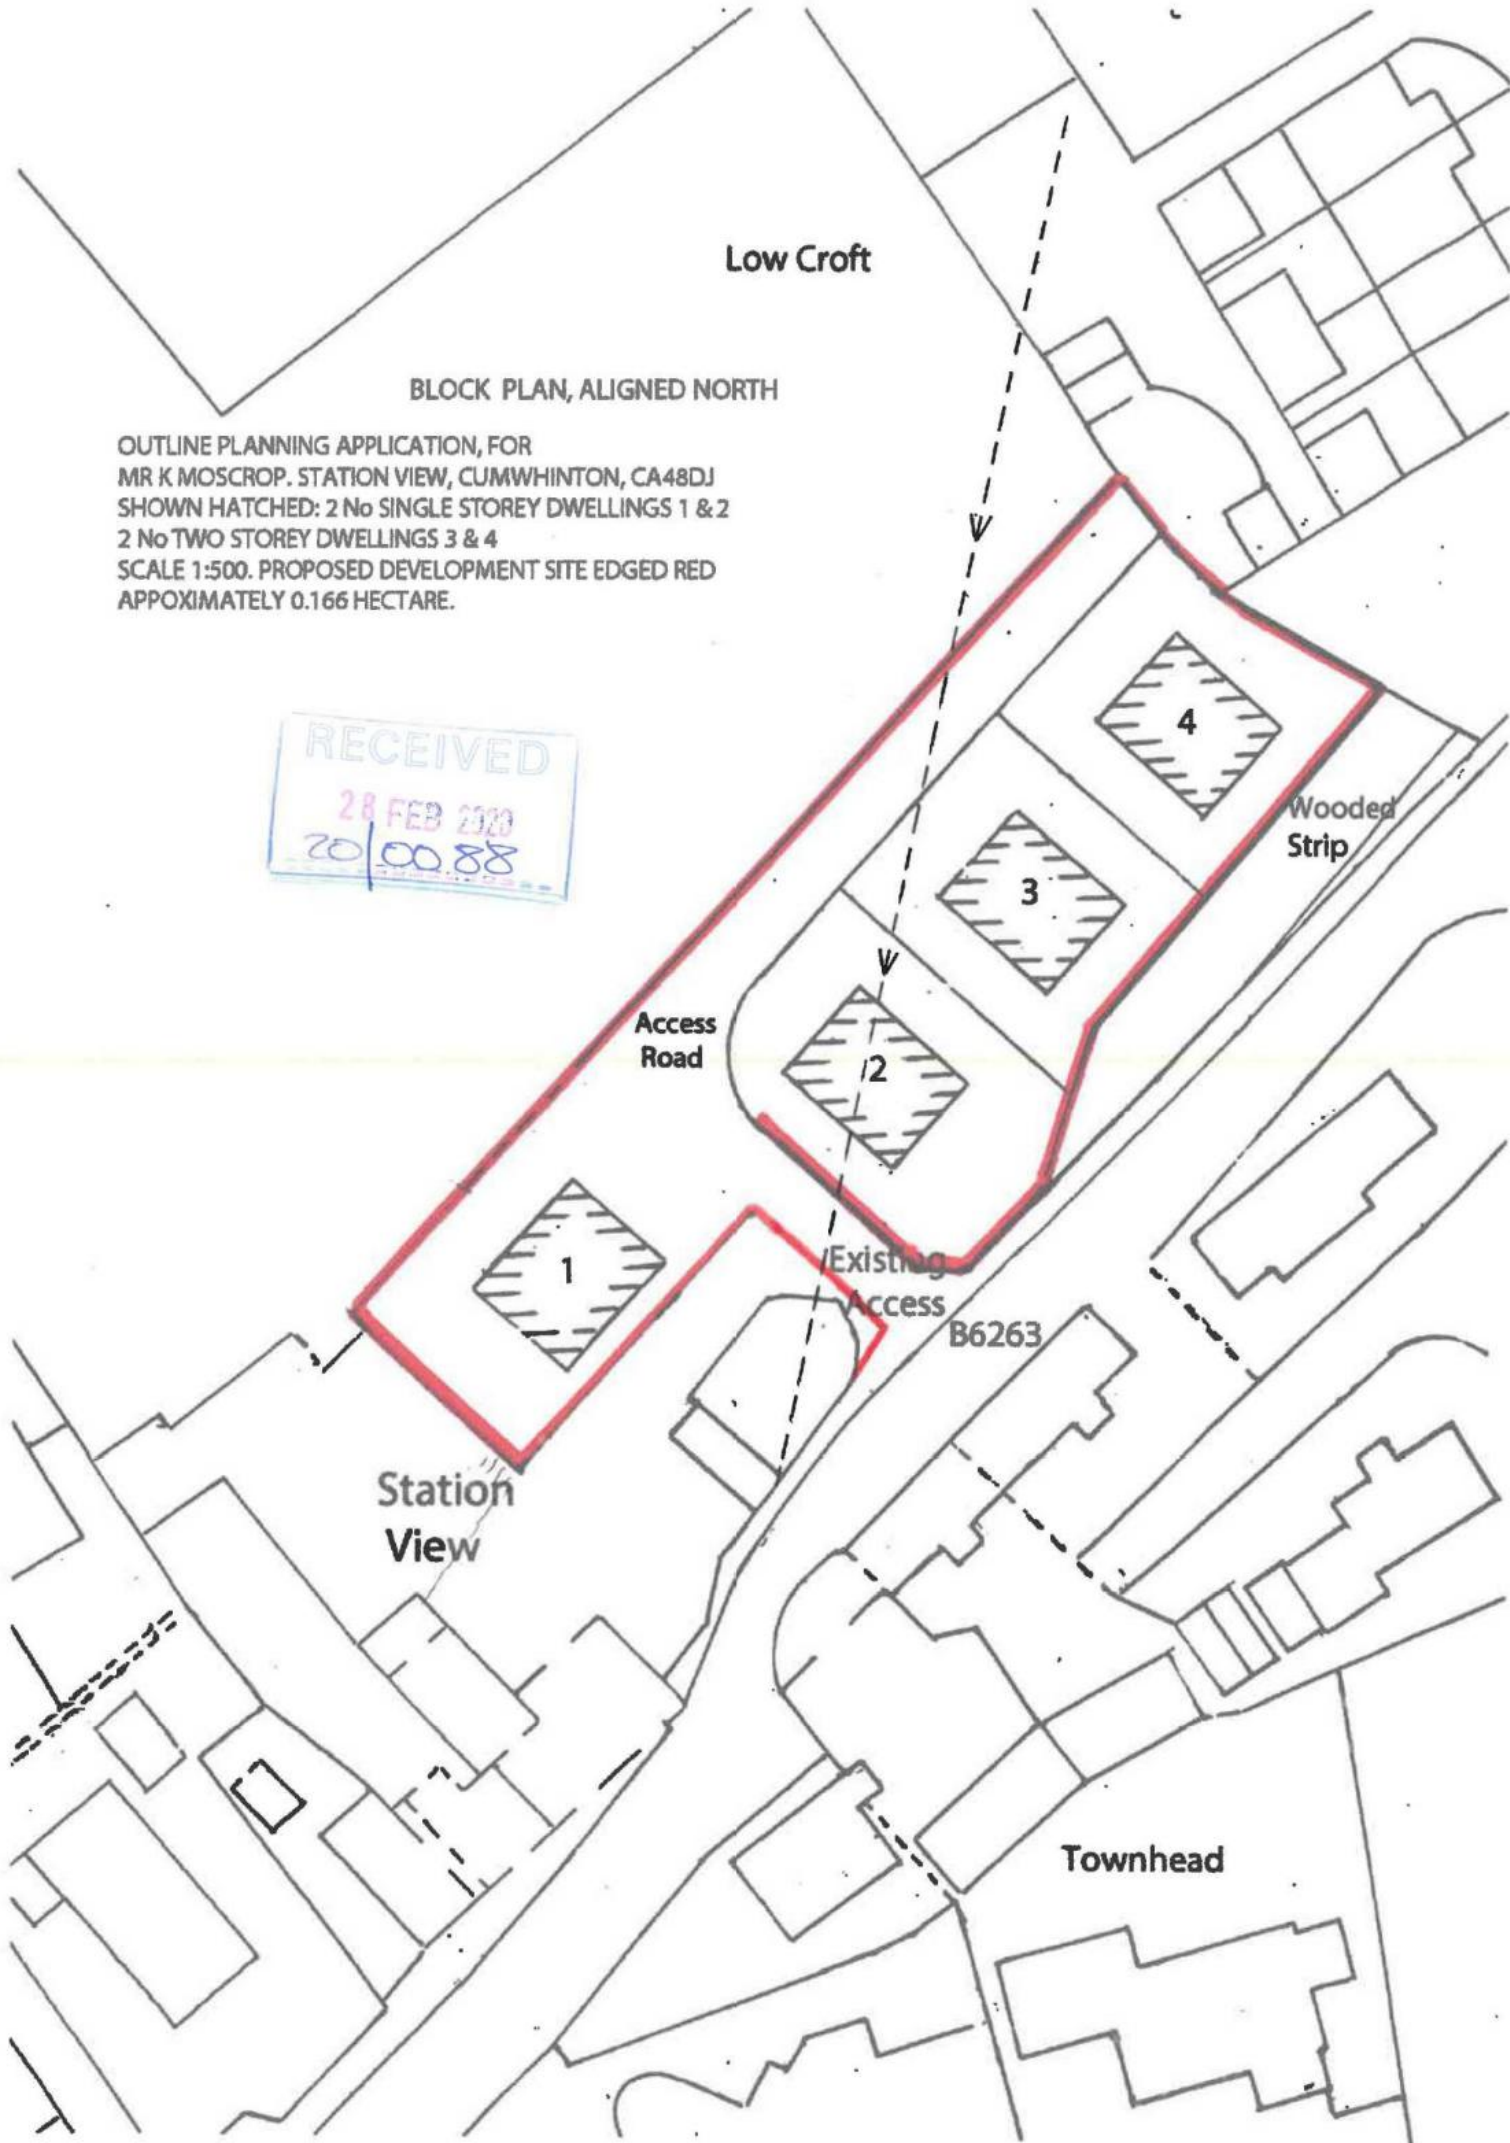 Low Croft
BLOCK PLAN, ALIGNED NORTH
OUTLINE PLANNING APPLICATION, FOR
MR K MOSCROP. STATION VIEW, CUMWHINTON, CA48DJ
SHOWN HATCHED: 2 No SINGLE STOREY DWELLINGS 1 & 2
2 No TWO STOREY DWELLINGS 3 & 4
SCALE 1:500. PROPOSED DEVELOPMENT SITE EDGED RED
APPOXIMATELY 0.166 HECTARE.
RECEIVED
28 FEB 2020
20/0088
4
Wooded
Strip
3
Access
Road
2
1
Existing
Access
B6263
Station
View
Townhead